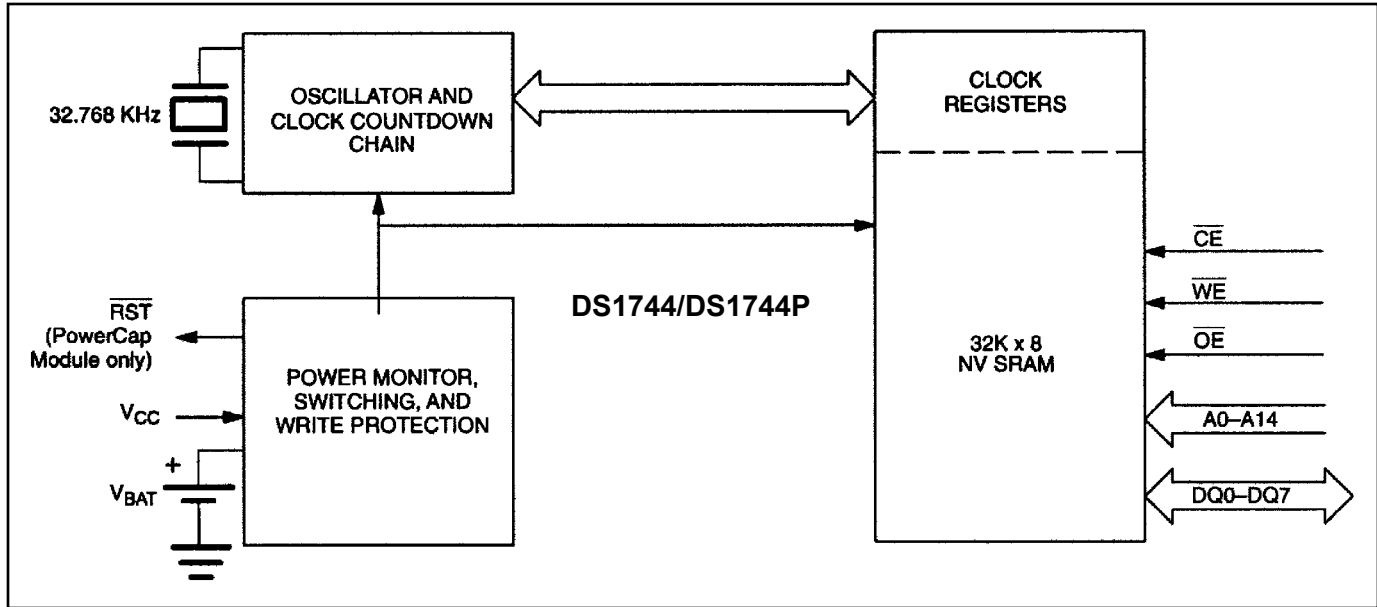 32.768 KHz
OSCILLATOR AND
CLOCK COUNTDOWN
CHAIN
CLOCK
REGISTERS
CE
WE
OE
A0–A14
DQ0–DQ7
32K x 8
NV SRAM
DS1744/DS1744P
RST
(PowerCap
Module only)
VCC
+
VBAT
POWER MONITOR,
SWITCHING, AND
WRITE PROTECTION